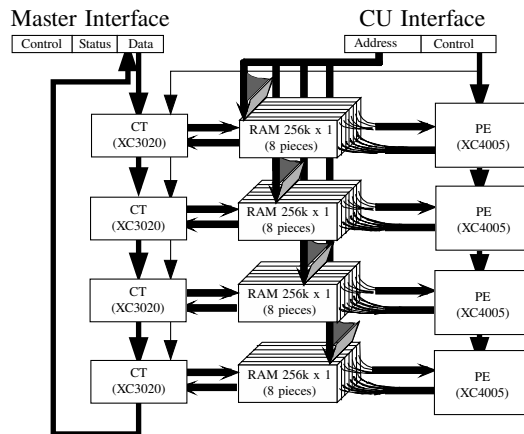 Master Interface
CU Interface
Control Status Data
Address Control
CT
(XC3020)
RAM 256k x 1
(8 pieces)
PE
(XC4005)
CT
(XC3020)
RAM 256k x 1
(8 pieces)
PE
(XC4005)
CT
(XC3020)
RAM 256k x 1
(8 pieces)
PE
(XC4005)
CT
(XC3020)
RAM 256k x 1
(8 pieces)
PE
(XC4005)